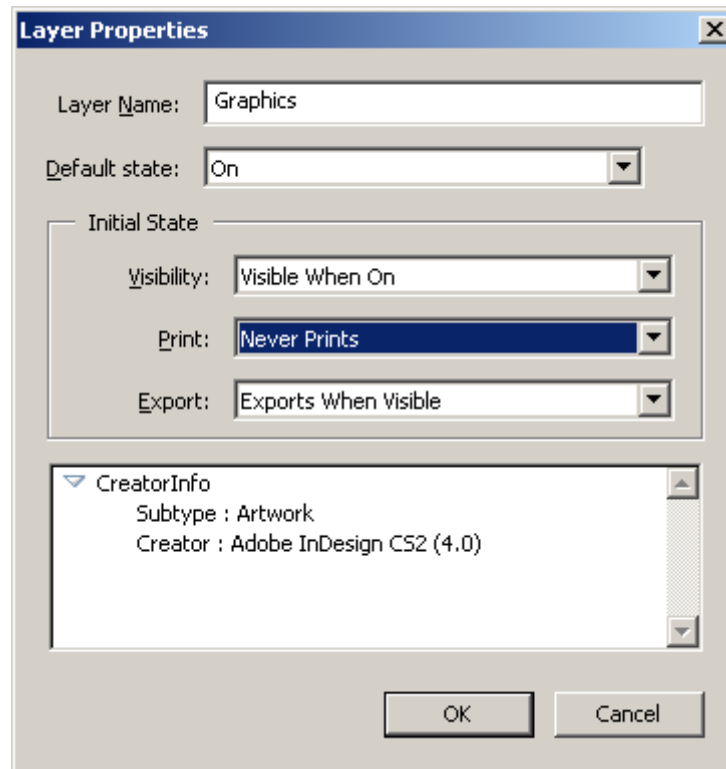 Layer Properties
Layer Name: Graphics
Default state: On
Initial State
Visibility: Visible When On
Print: Never Prints
Export: Exports When Visible
CreatorInfo
Subtype : Artwork
Creator : Adobe InDesign CS2 (4.0)
OK Cancel